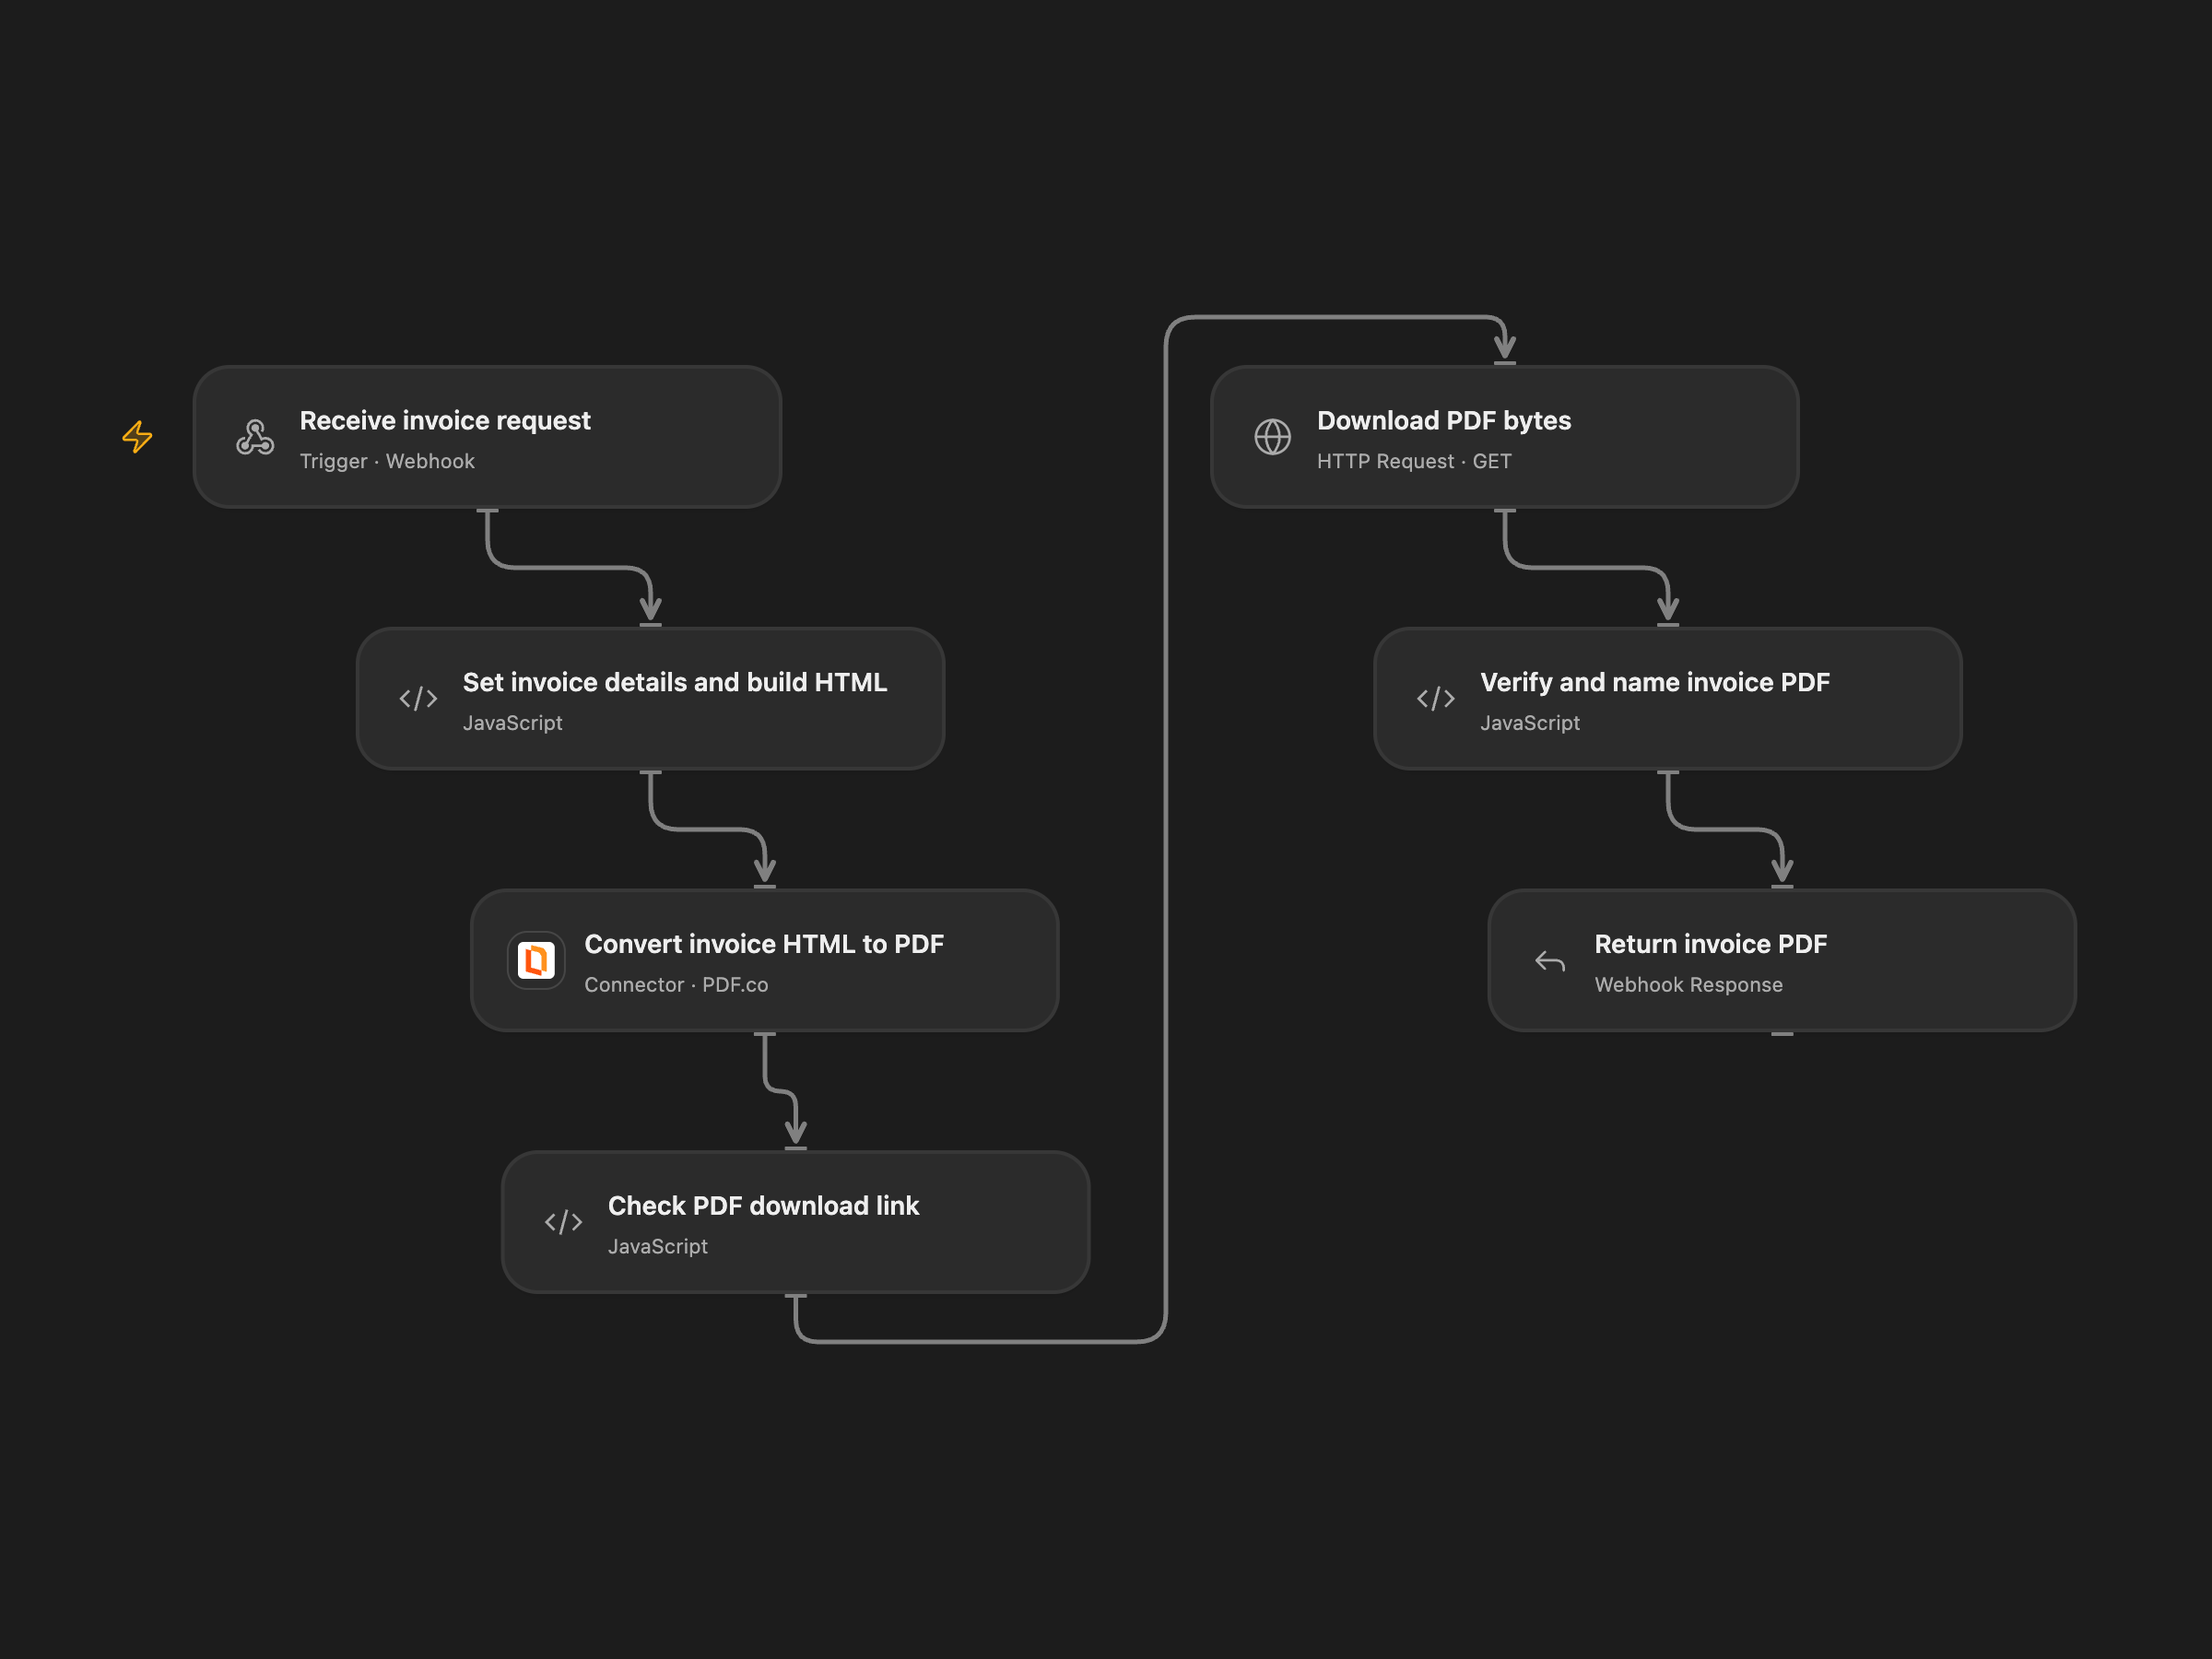 Receive invoice request
Trigger · Webhook
Set invoice details and build HTML
JavaScript
Convert invoice HTML to PDF
Connector · PDF.co
Check PDF download link
JavaScript
Download PDF bytes
HTTP Request · GET
Verify and name invoice PDF
JavaScript
Return invoice PDF
Webhook Response